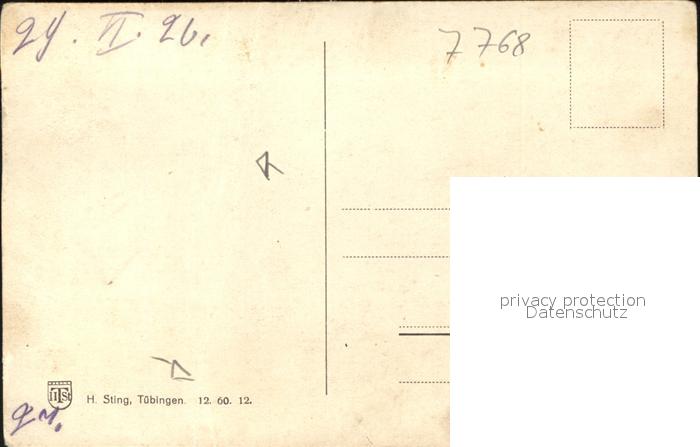 24. II. 26.
7768
privacy protection
Datenschutz
H. Sting, Tübingen. 12. 60. 12.